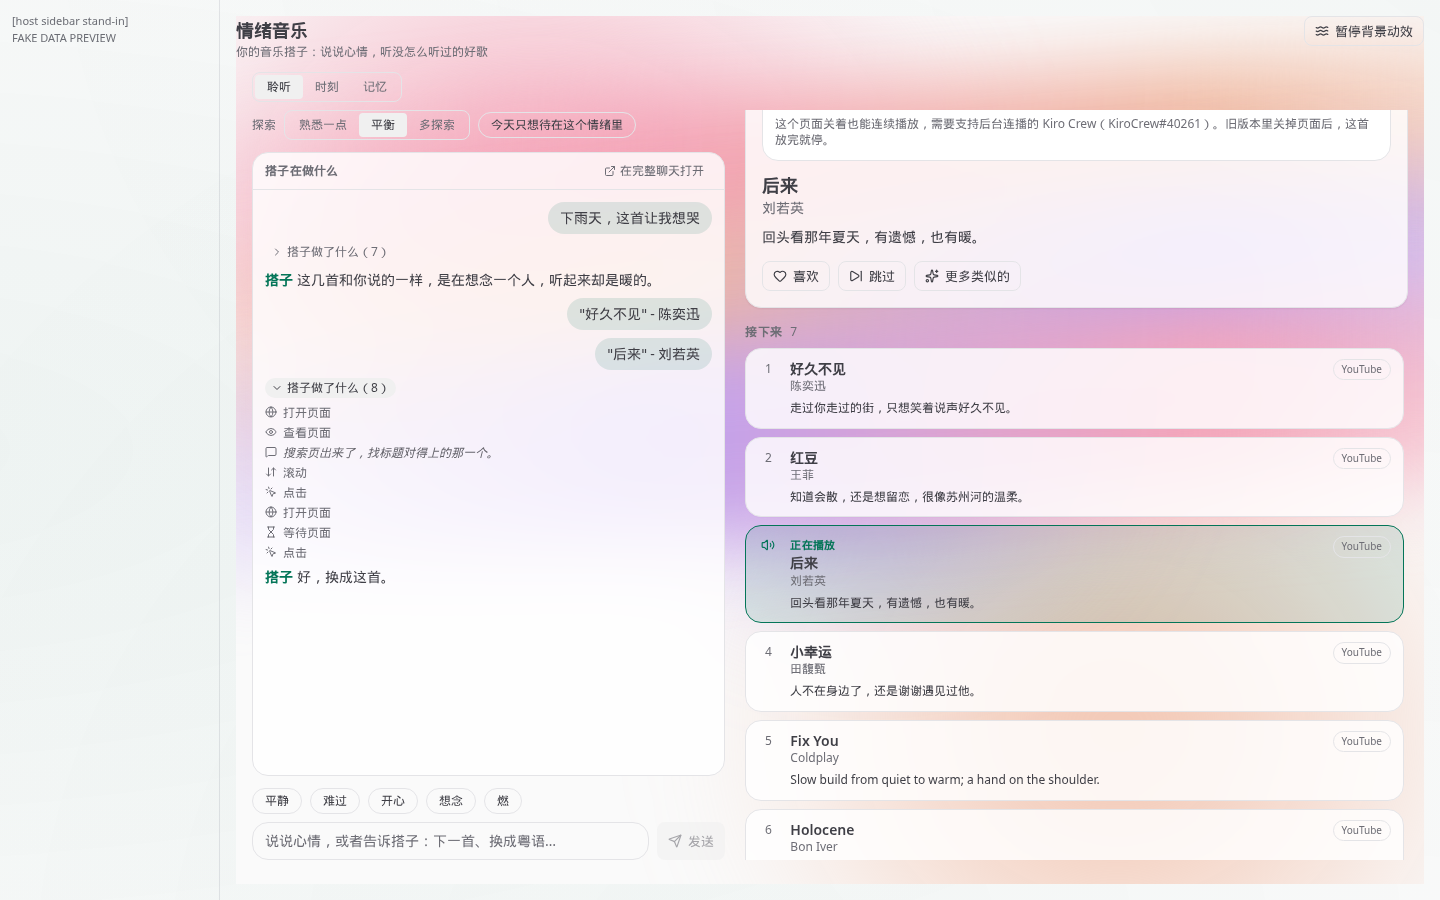 [host sidebar stand-in]
FAKE DATA PREVIEW
情绪音乐
你的音乐搭子：说说心情，听没怎么听过的好歌
暂停背景动效
聆听
时刻
记忆
探索
熟悉一点
平衡
多探索
今天只想待在这个情绪里
搭子在做什么
在完整聊天打开
下雨天，这首让我想哭
搭子做了什么（7）
搭子 这几首和你说的一样，是在想念一个人，听起来却是暖的。
"好久不见" - 陈奕迅
"后来" - 刘若英
搭子做了什么（8）
打开页面
查看页面
搜索页出来了，找标题对得上的那一个。
滚动
点击
打开页面
等待页面
点击
搭子 好，换成这首。
平静
难过
开心
想念
燃
说说心情，或者告诉搭子：下一首、换成粤语...
发送
这个页面关着也能连续播放，需要支持后台连播的 Kiro Crew（KiroCrew#40261）。旧版本里关掉页面后，这首
放完就停。
后来
刘若英
回头看那年夏天，有遗憾，也有暖。
喜欢
跳过
更多类似的
接下来 7
1
好久不见
YouTube
陈奕迅
走过你走过的街，只想笑着说声好久不见。
2
红豆
YouTube
王菲
知道会散，还是想留恋，很像苏州河的温柔。
正在播放
YouTube
后来
刘若英
回头看那年夏天，有遗憾，也有暖。
4
小幸运
YouTube
田馥甄
人不在身边了，还是谢谢遇见过他。
5
Fix You
YouTube
Coldplay
Slow build from quiet to warm; a hand on the shoulder.
6
Holocene
YouTube
Bon Iver